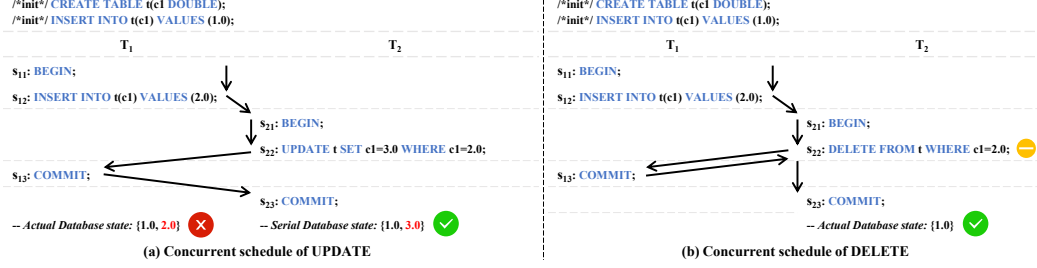 /*init*/ CREATE TABLE t(c1 DOUBLE);
/*init*/ INSERT INTO t(c1) VALUES (1.0);
T1 T2
s11: BEGIN;
s12: INSERT INTO t(c1) VALUES (2.0);
s21: BEGIN;
s22: UPDATE t SET c1=3.0 WHERE c1=2.0;
s13: COMMIT;
s23: COMMIT;
-- Actual Database state: {1.0, 2.0} -- Serial Database state: {1.0, 3.0}
(a) Concurrent schedule of UPDATE
/*init*/ CREATE TABLE t(c1 DOUBLE);
/*init*/ INSERT INTO t(c1) VALUES (1.0);
T1 T2
s11: BEGIN;
s12: INSERT INTO t(c1) VALUES (2.0);
s21: BEGIN;
s22: DELETE FROM t WHERE c1=2.0;
s13: COMMIT;
s23: COMMIT;
-- Actual Database state: {1.0}
(b) Concurrent schedule of DELETE